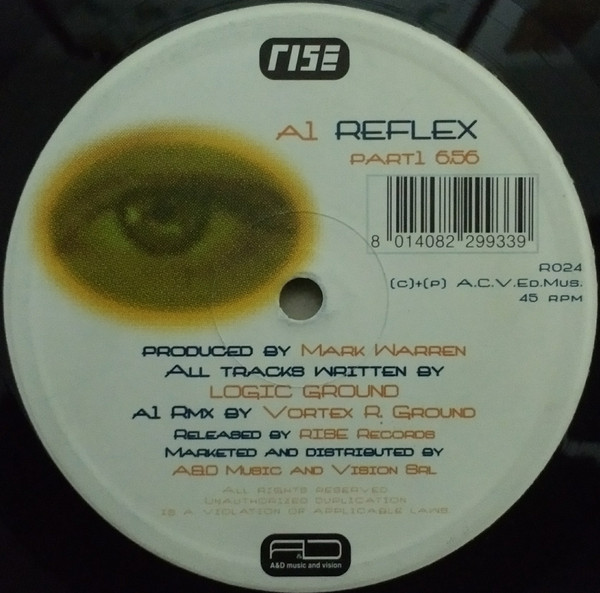 RISE
A1 REFLEX
PART1 6.56
8 014082 299339
R024
(C)+(P) A.C.V.ED.MUS.
45 RPM
PRODUCED BY MARK WARREN
ALL TRACKS WRITTEN BY
LOGIC GROUND
A1 RMX BY VORTEX R. GROUND
RELEASED BY RISE RECORDS
MARKETED AND DISTRIBUTED BY
A&D MUSIC AND VISION SRL
ALL RIGHTS RESERVED
UNAUTHORIZED DUPLICATION
IS A VIOLATION OF APPLICABLE LAWS
A&D
A&D music and vision